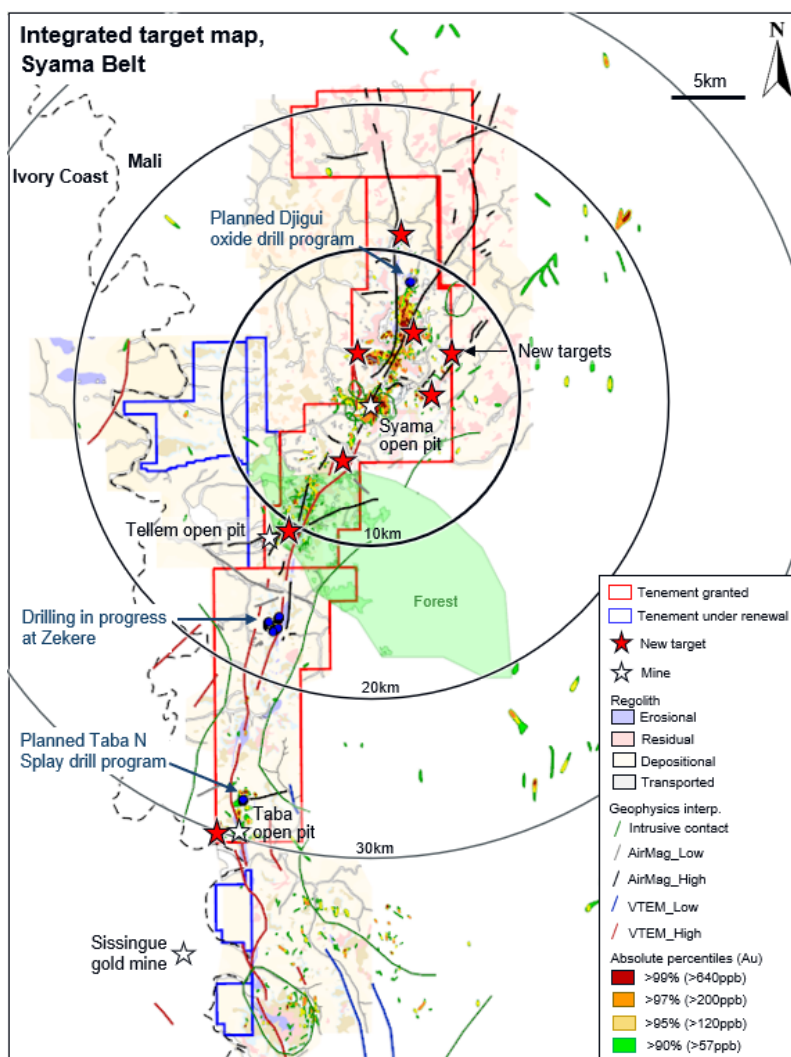 Integrated target map,
Syama Belt
N
5km
Mali
Ivory Coast
Planned Djigui
oxide drill program
New targets
Syama
open pit
Tellem open pit
10km
Forest
Drilling in progress
at Zekere
20km
Planned Taba N
Splay drill program
Taba
open pit
30km
Sissingue
gold mine
Tenement granted
Tenement under renewal
New target
Mine
Regolith
Erosional
Residual
Depositional
Transported
Geophysics interp.
Intrusive contact
AirMag_Low
AirMag_High
VTEM_Low
VTEM_High
Absolute percentiles (Au)
>99% (>640ppb)
>97% (>200ppb)
>95% (>120ppb)
>90% (>57ppb)